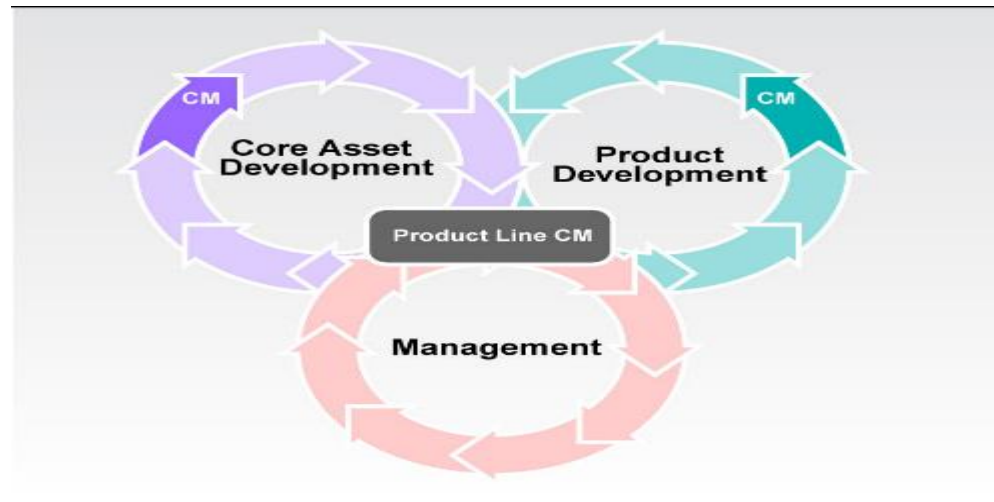 CM
CM
Core Asset
Development
Product
Development
Product Line CM
Management